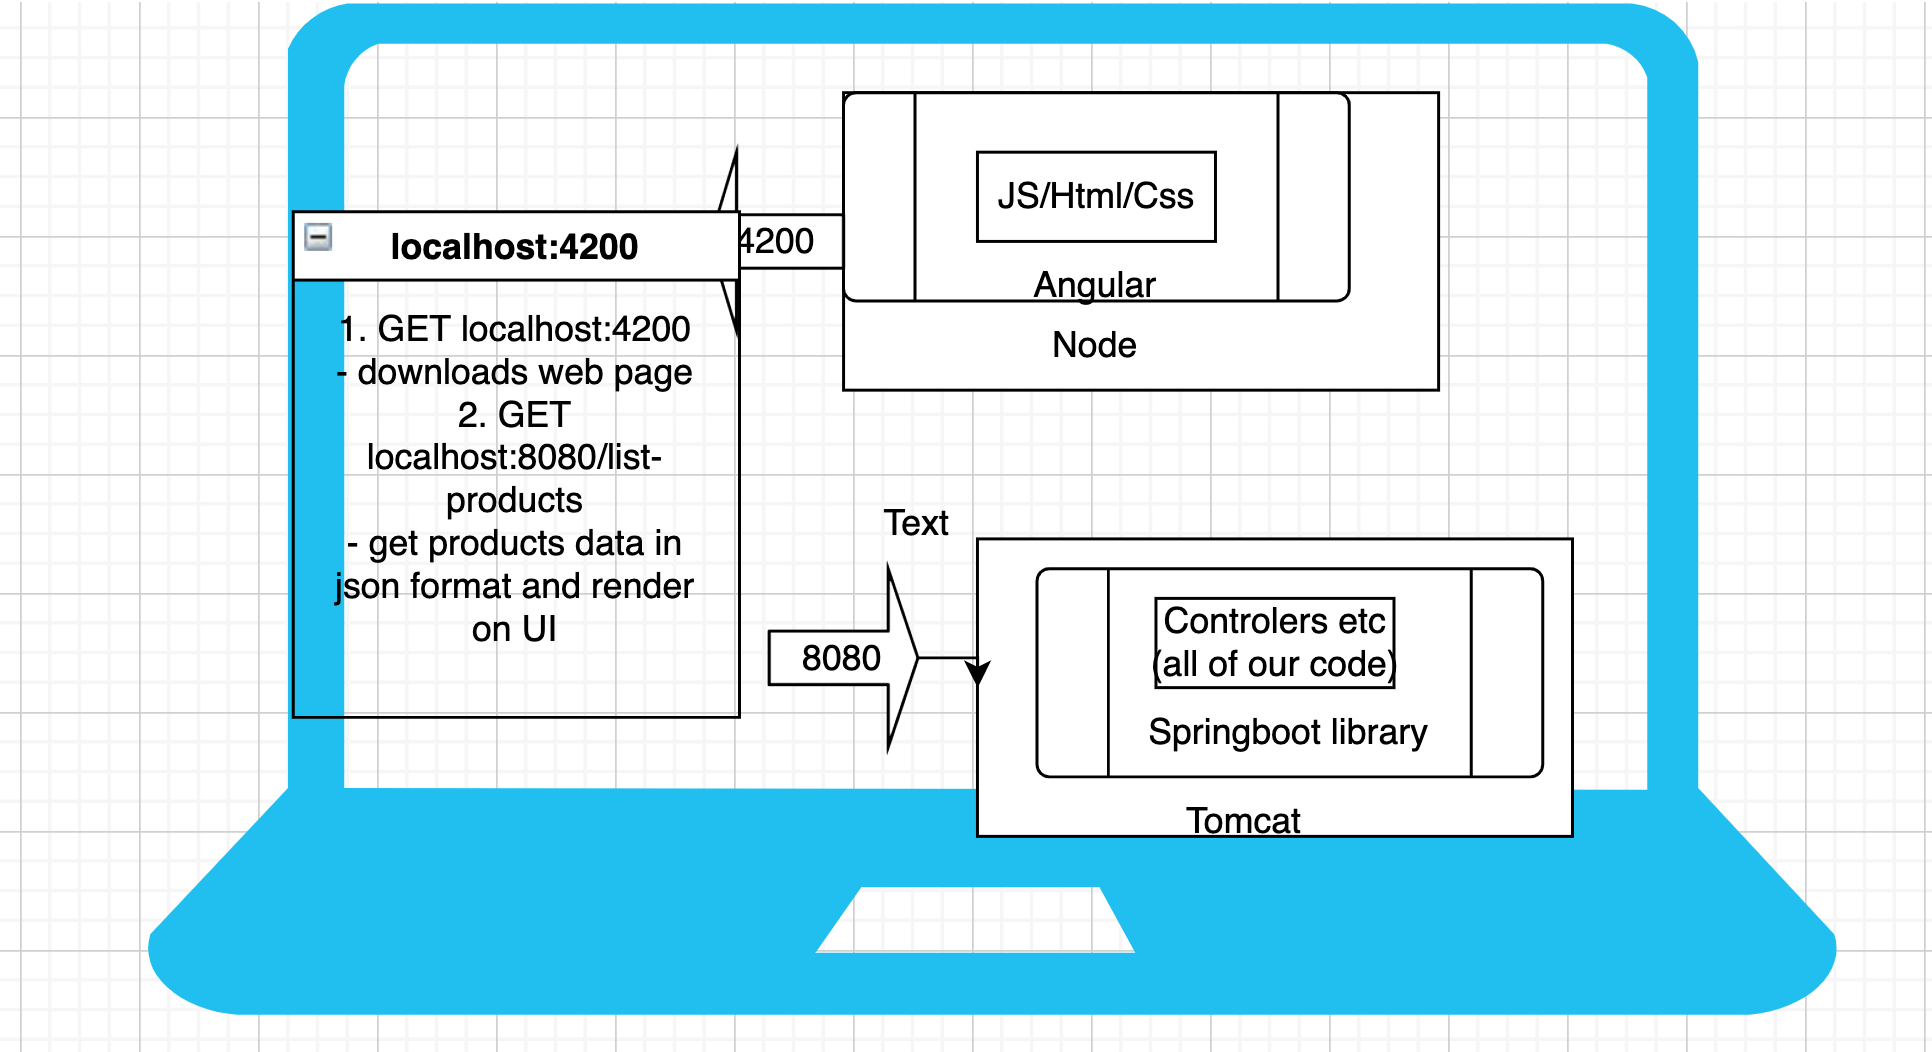 JS/Html/Css
Angular
Node
4200
localhost:4200
1. GET localhost:4200
- downloads web page
2. GET
localhost:8080/list-
products
- get products data in
json format and render
on UI
Text
8080
Controlers etc
(all of our code)
Springboot library
Tomcat